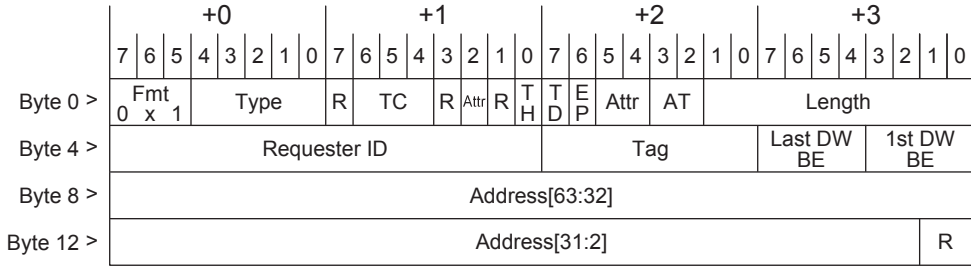 +0 +1 +2 +3
7 6 5 4 3 2 1 0 7 6 5 4 3 2 1 0 7 6 5 4 3 2 1 0 7 6 5 4 3 2 1 0
Byte 0 > Fmt 0 x 1 Type R TC R Attr R TH TD EP Attr AT Length
Byte 4 > Requester ID Tag Last DW BE 1st DW BE
Byte 8 > Address[63:32]
Byte 12 > Address[31:2] R